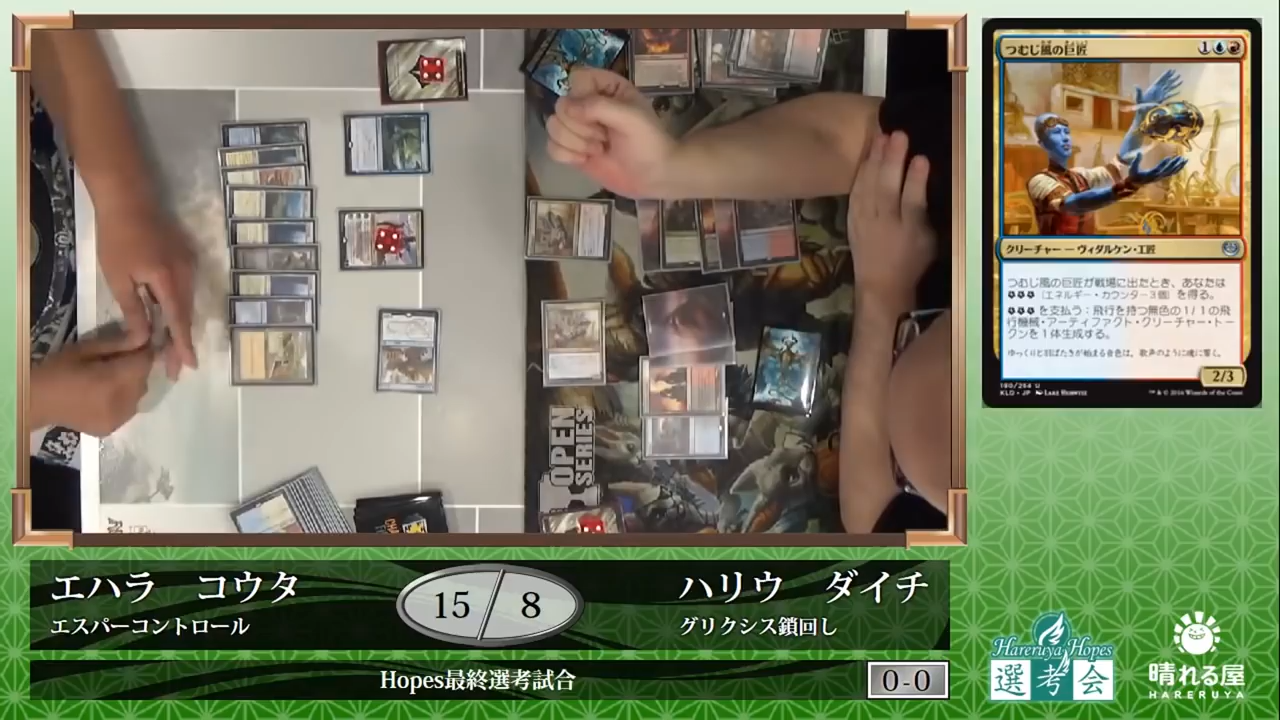 つむじ風の巨匠
1
クリーチャー — ヴィダルケン・工匠
つむじ風の巨匠が戦場に出たとき、あなたは
(エネルギー・カウンター3個) を得る。
を支払う：飛行を持つ無色の1/1の飛
行機械・アーティファクト・クリーチャー・トー
クンを1体生成する。
2/3
190/264 U
OPEN
SERIES
エハラ コウタ
15/8
ハリウ ダイチ
エスパーコントロール
グリクシス鎖回し
Hopes最終選考試合
0-0
Hareruya Hopes
選考会
晴れる屋
HARERUYA